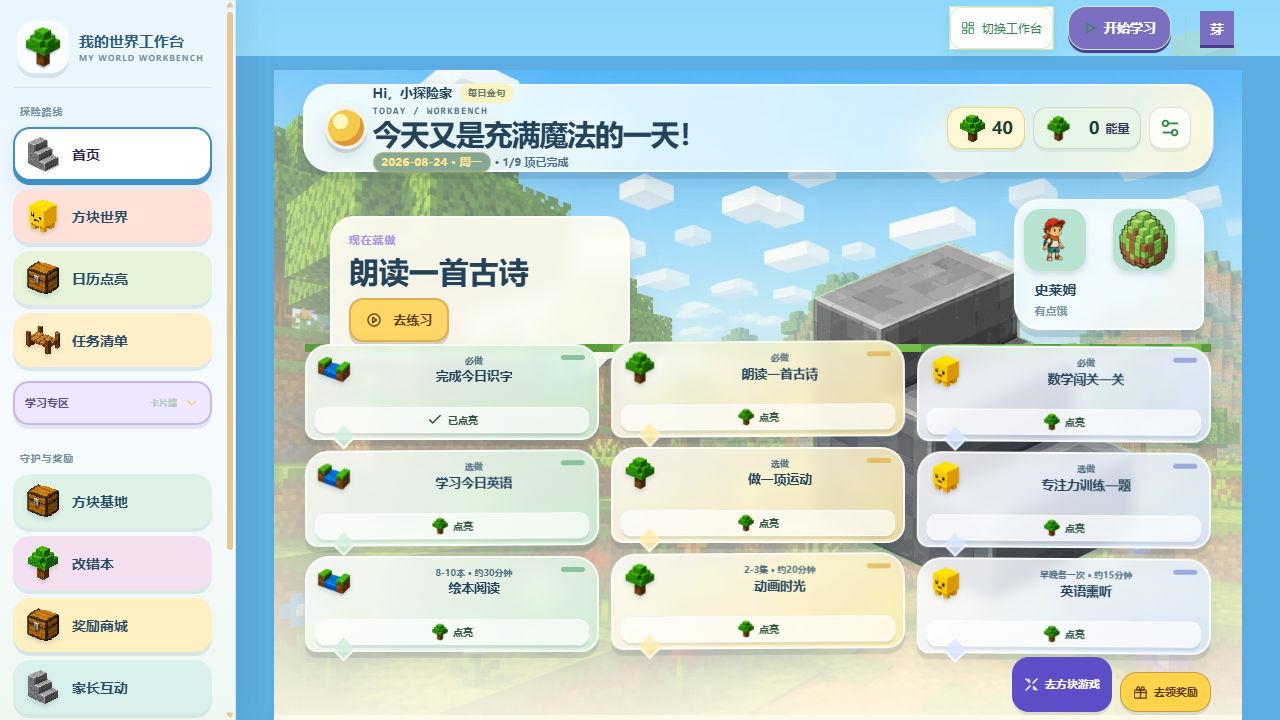 我的世界工作台
MY WORLD WORKBENCH
探险路线
首页
方块世界
日历点亮
任务清单
学习专区 卡片篇
守护与奖励
方块基地
改错本
奖励商城
家长互动
切换工作台
开始学习
芽
Hi，小探险家 每日金句
TODAY / WORKBENCH
今天又是充满魔法的一天！
2026-08-24 • 周一 • 1/9 项已完成
40
0 能量
现在就做
朗读一首古诗
去练习
史莱姆
有点饿
必做
完成今日识字
已点亮
必做
朗读一首古诗
点亮
必做
数学闯关一关
点亮
选做
学习今日英语
点亮
选做
做一项运动
点亮
选做
专注力训练一题
点亮
8-10本 • 约30分钟
绘本阅读
点亮
2-3集 • 约20分钟
动画时光
点亮
早晚各一次 • 约15分钟
英语熏听
点亮
去方块游戏
去领奖励